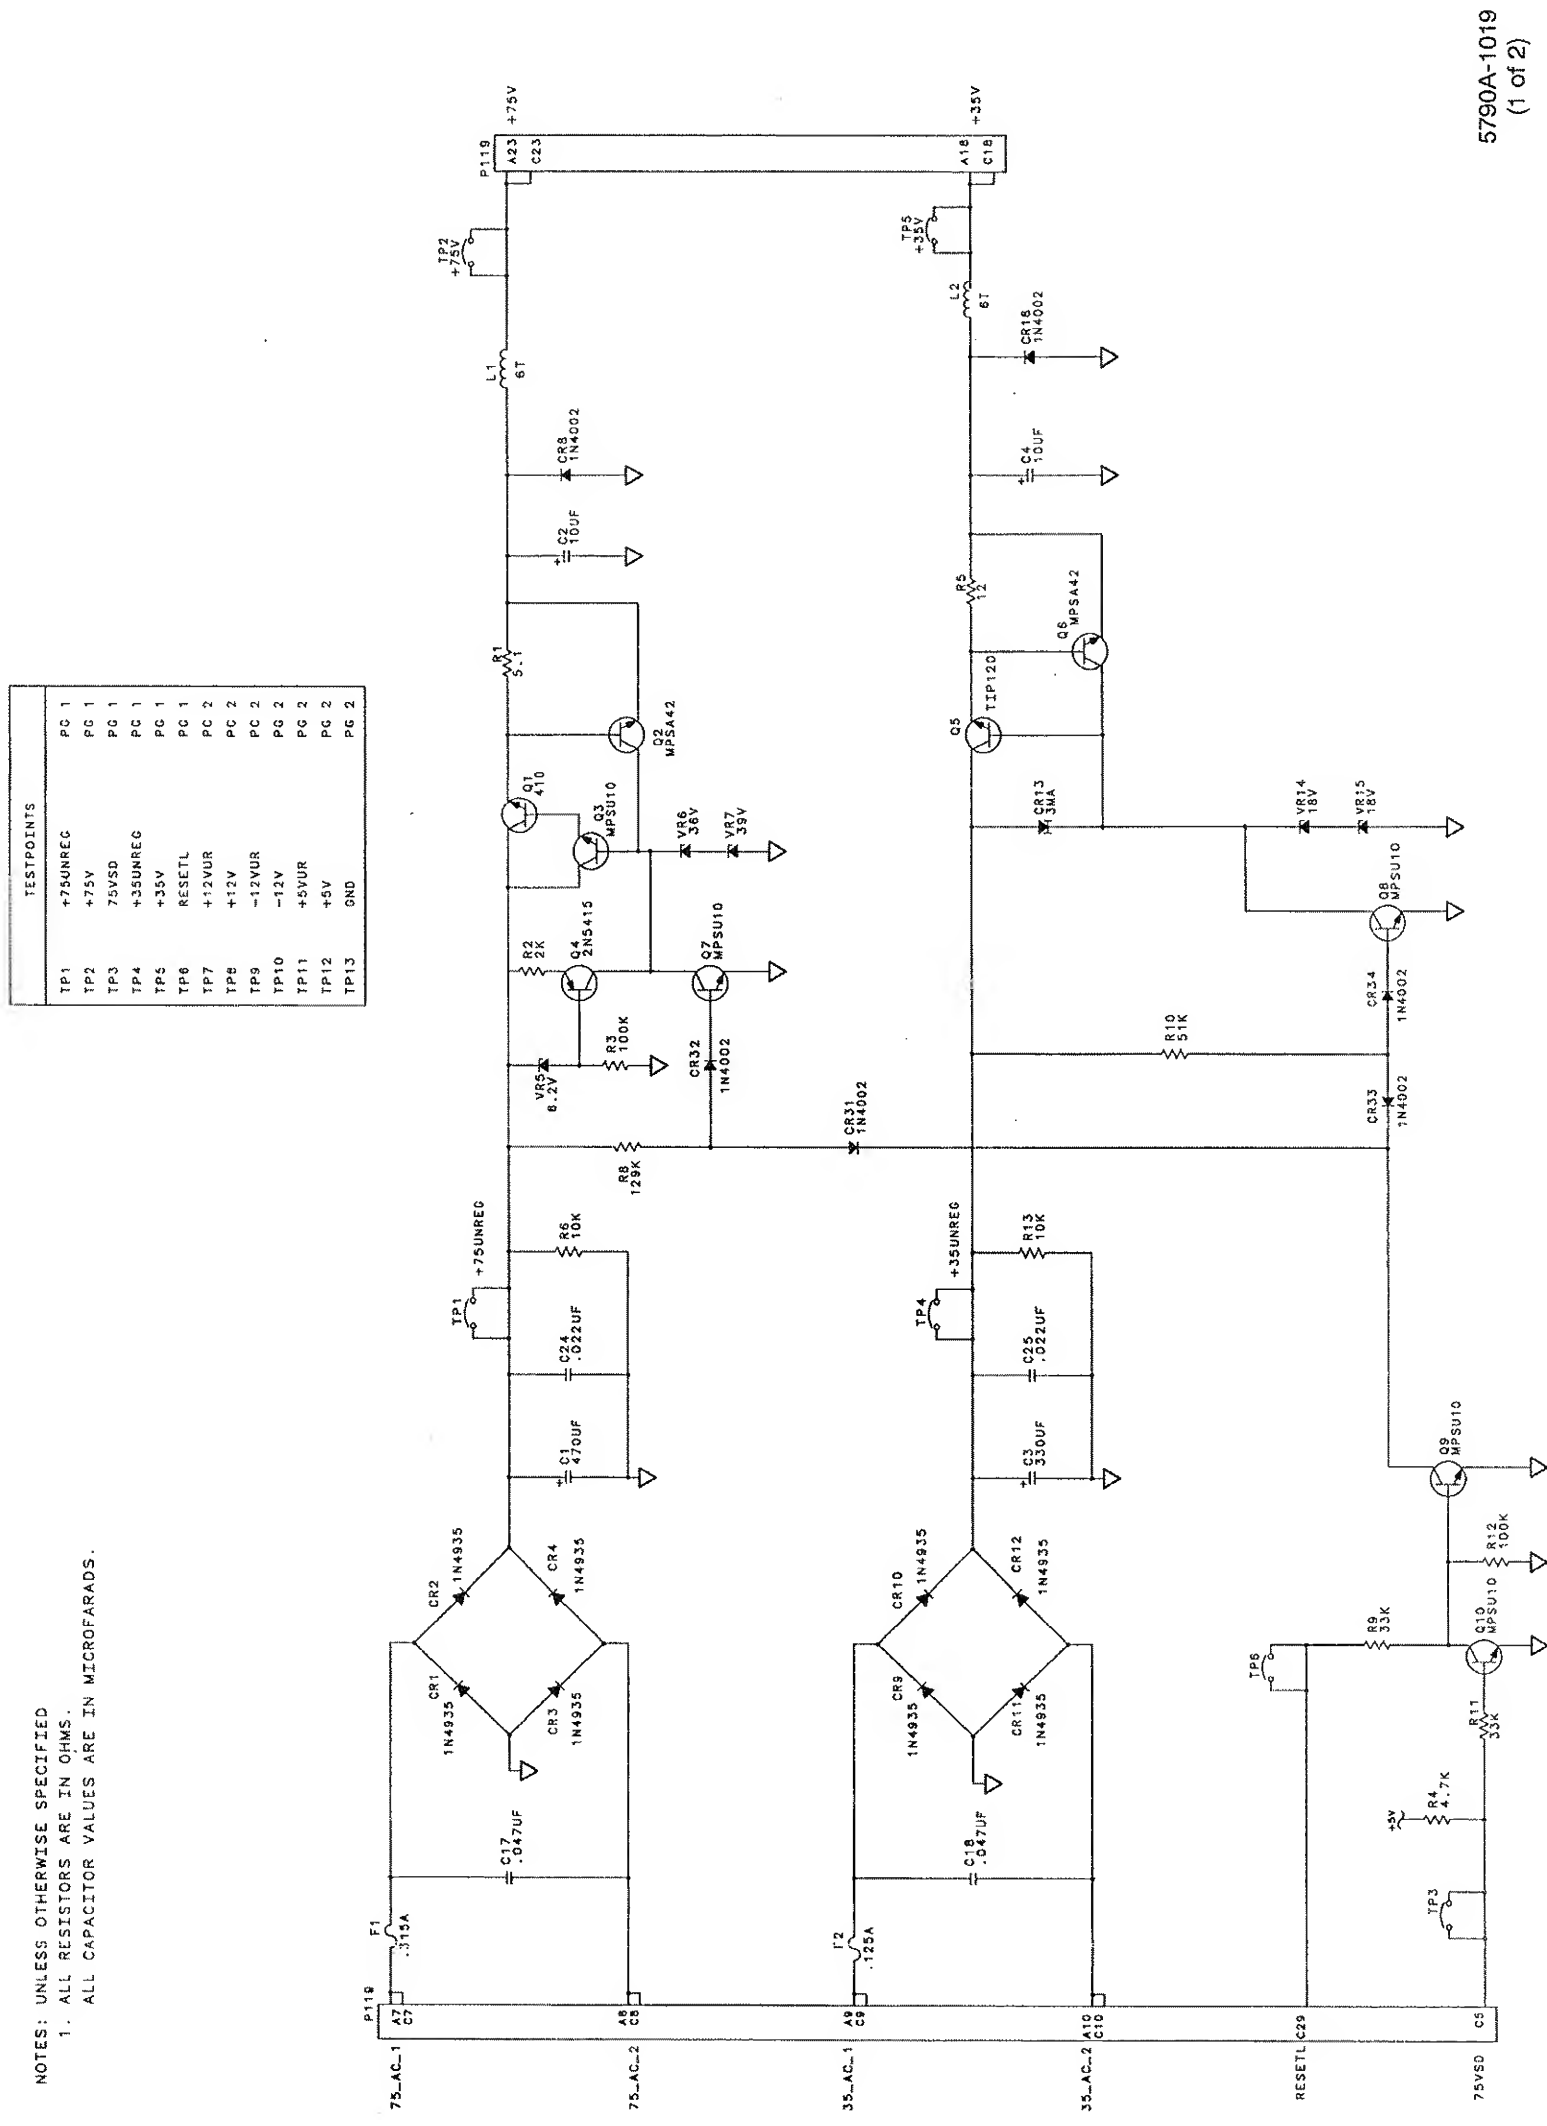 NOTES: UNLESS OTHERWISE SPECIFIED
1. ALL RESISTORS ARE IN OHMS.
ALL CAPACITOR VALUES ARE IN MICROFARADS.
TESTPOINTS
TP1 +75UNREG PG 1
TP2 +75V PG 1
TP3 75VSD PG 1
TP4 +35UNREG PG 1
TP5 +35V PG 1
TP6 RESETL PG 1
TP7 +12VUR PG 2
TP8 +12V PG 2
TP9 -12VUR PG 2
TP10 -12V PG 2
TP11 +5VUR PG 2
TP12 +5V PG 2
TP13 GND PG 2
P119
75_AC_1
A7
C7
F1
.315A
C17
.047UF
75_AC_2
A8
C8
CR1
1N4935
CR2
1N4935
CR3
1N4935
CR4
1N4935
C1
470UF
C24
.022UF
TP1
+75UNREG
R6
10K
R8
129K
VR5
6.2V
R3
100K
R2
2K
Q4
2N5415
CR32
1N4002
Q7
MPSU10
Q1
410
Q3
MPSU10
VR6
36V
VR7
39V
Q2
MPSA42
R1
5.1
C2
10UF
CR8
1N4002
L1
6T
TP2
+75V
P119
A23
C23
+75V
35_AC_1
A9
C9
F2
.125A
C18
.047UF
35_AC_2
A10
C10
CR9
1N4935
CR10
1N4935
CR11
1N4935
CR12
1N4935
C3
330UF
C25
.022UF
TP4
+35UNREG
R13
10K
CR31
1N4002
R10
51K
CR13
3MA
Q5
TIP120
Q6
MPSA42
R5
12
C4
10UF
CR18
1N4002
L2
6T
TP5
+35V
A18
C18
+35V
CR33
1N4002
CR34
1N4002
Q8
MPSU10
VR14
18V
VR15
18V
RESETL
C29
TP6
R9
33K
Q9
MPSU10
R12
100K
Q10
MPSU10
R11
33K
+5V
R4
4.7K
TP3
75VSD
C5
5790A-1019
(1 of 2)